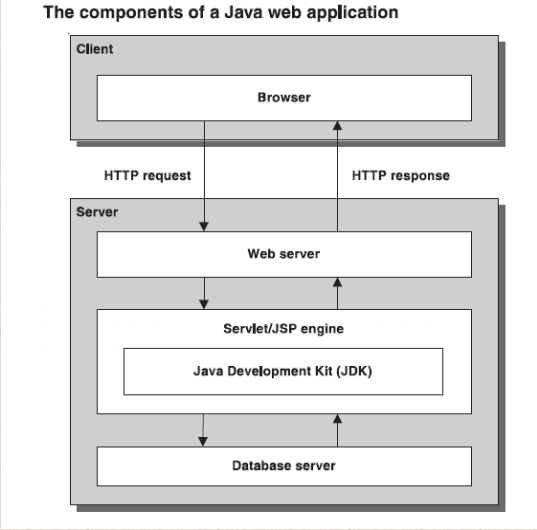 The components of a Java web application
Client
Browser
HTTP request
HTTP response
Server
Web server
Servlet/JSP engine
Java Development Kit (JDK)
Database server